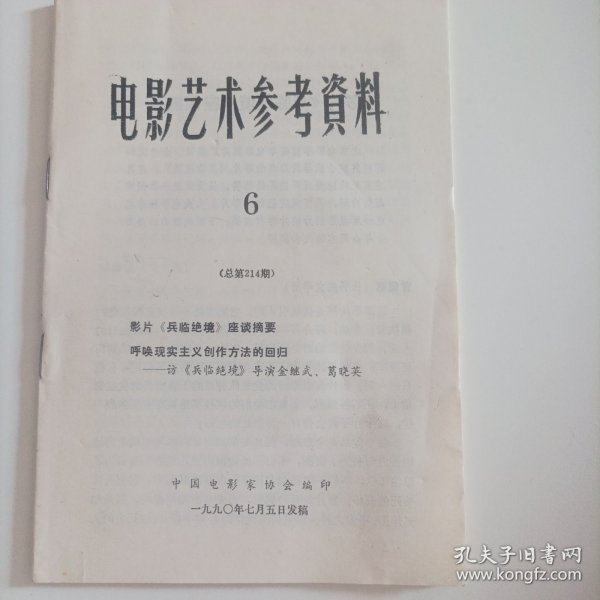 电影艺术参考資料
6
(总第214期)
影片《兵临绝境》座谈摘要
呼唤现实主义创作方法的回归
——访《兵临绝境》导演金继武、葛晓英
中国电影家协会编印
一九九〇年七月五日发稿
孔夫子旧书网
www.kongfz.com